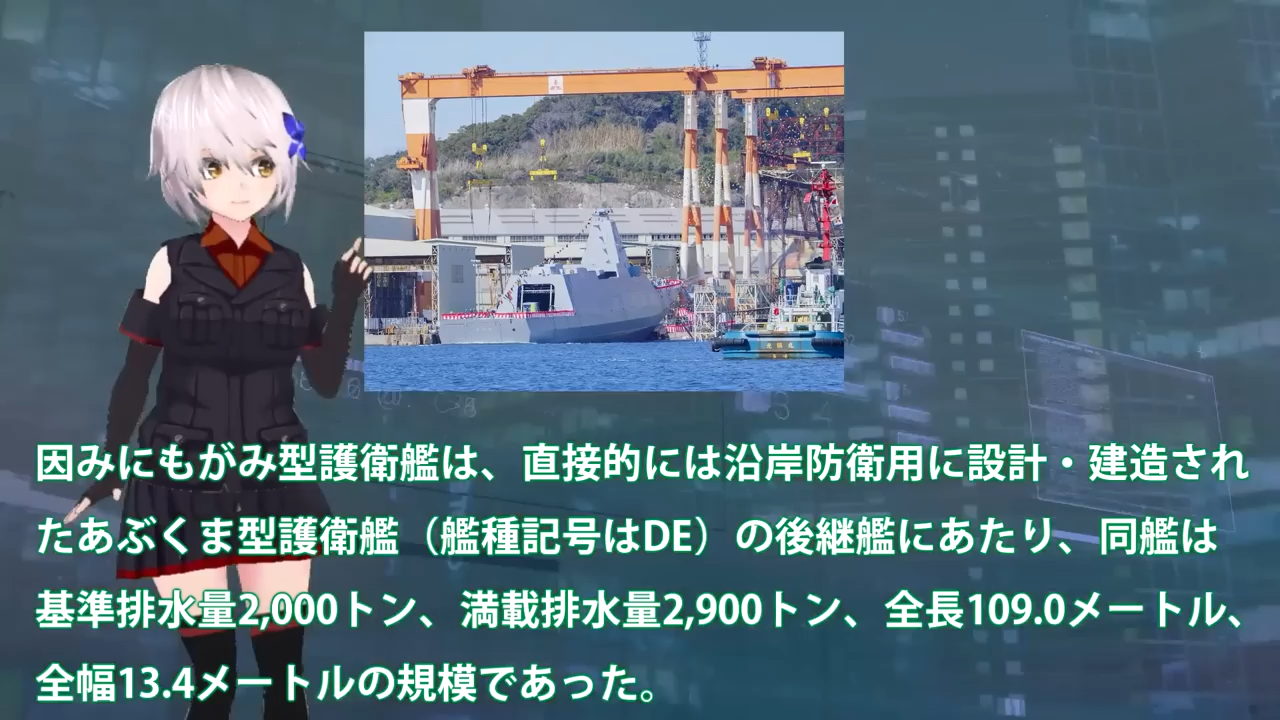 因みにもがみ型護衛艦は、直接的には沿岸防衛用に設計・建造され
たあぶくま型護衛艦（艦種記号はDE）の後継艦にあたり、同艦は
基準排水量2,000トン、満載排水量2,900トン、全長109.0メートル、
全幅13.4メートルの規模であった。